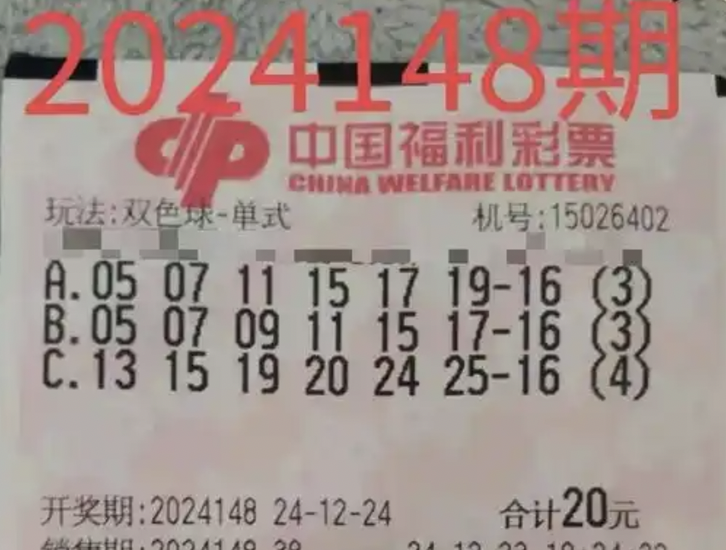 2024148期
中国福利彩票
CHINA WELFARE LOTTERY
玩法:双色球-单式 机号:15026402
A.05 07 11 15 17 19-16 (3)
B.05 07 09 11 15 17-16 (3)
C.13 15 19 20 24 25-16 (4)
开奖期:2024148 24-12-24 合计20元